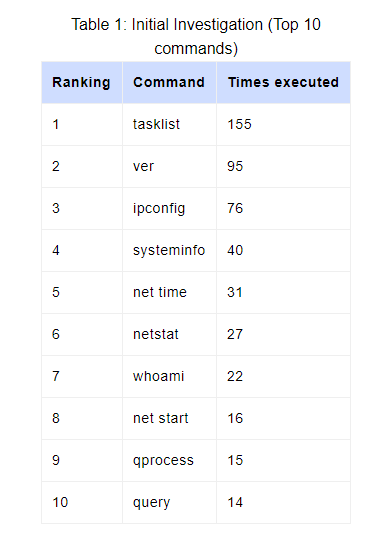 Table 1: Initial Investigation (Top 10
commands)
Ranking Command Times executed
1 tasklist 155
2 ver 95
3 ipconfig 76
4 systeminfo 40
5 net time 31
6 netstat 27
7 whoami 22
8 net start 16
9 qprocess 15
10 query 14